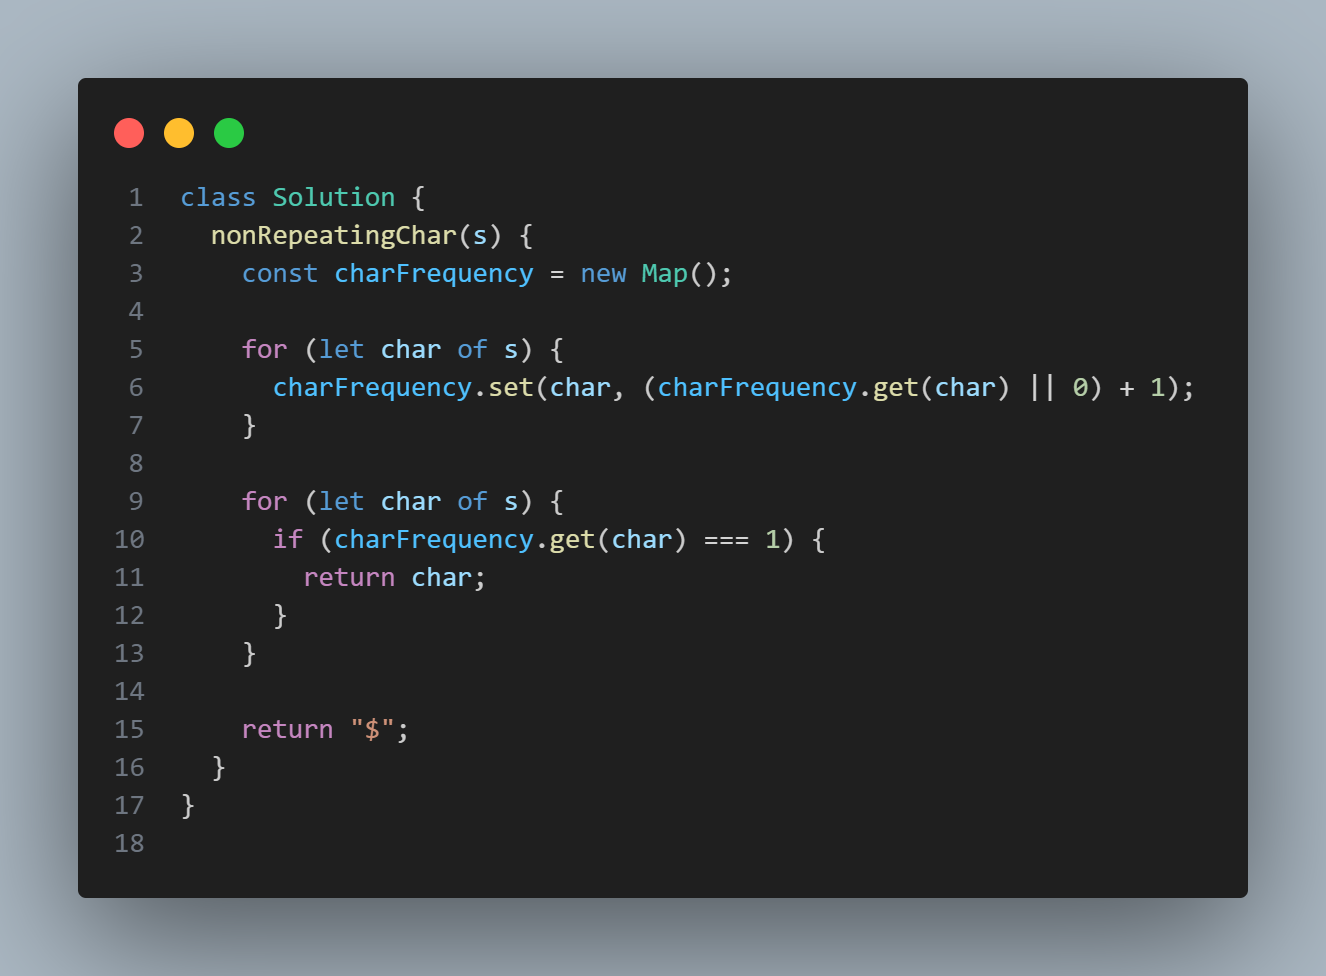 1 class Solution {
2   nonRepeatingChar(s) {
3     const charFrequency = new Map();
4
5     for (let char of s) {
6       charFrequency.set(char, (charFrequency.get(char) || 0) + 1);
7     }
8
9     for (let char of s) {
10       if (charFrequency.get(char) === 1) {
11         return char;
12       }
13     }
14
15     return "$";
16   }
17 }
18